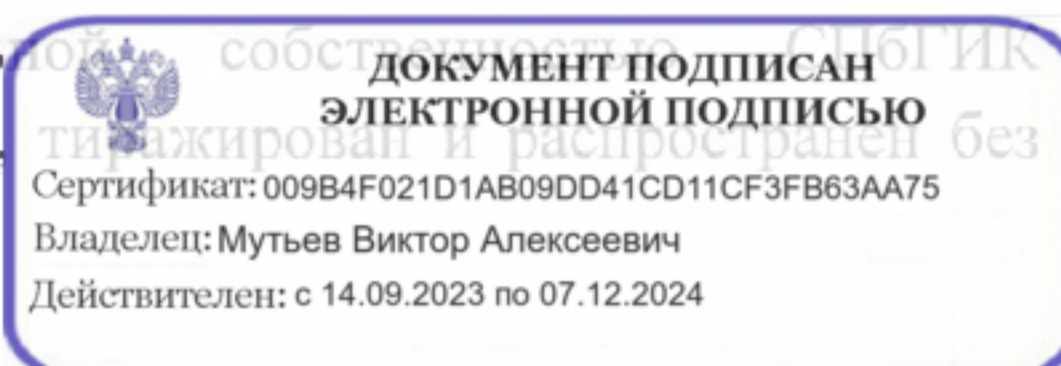 ной собственностью СПбГИК
ДОКУМЕНТ ПОДПИСАН
ЭЛЕКТРОННОЙ ПОДПИСЬЮ
тиражирован и распространен без
Сертификат: 009B4F021D1AB09DD41CD11CF3FB63AA75
Владелец: Мутьев Виктор Алексеевич
Действителен: с 14.09.2023 по 07.12.2024